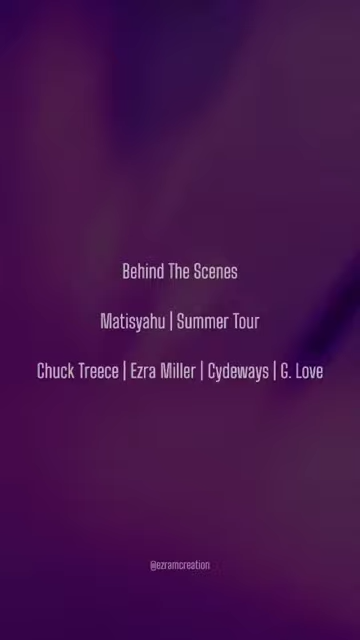 Behind The Scenes
Matisyahu | Summer Tour
Chuck Treece | Ezra Miller | Cydeways | G. Love
@ezramcreation